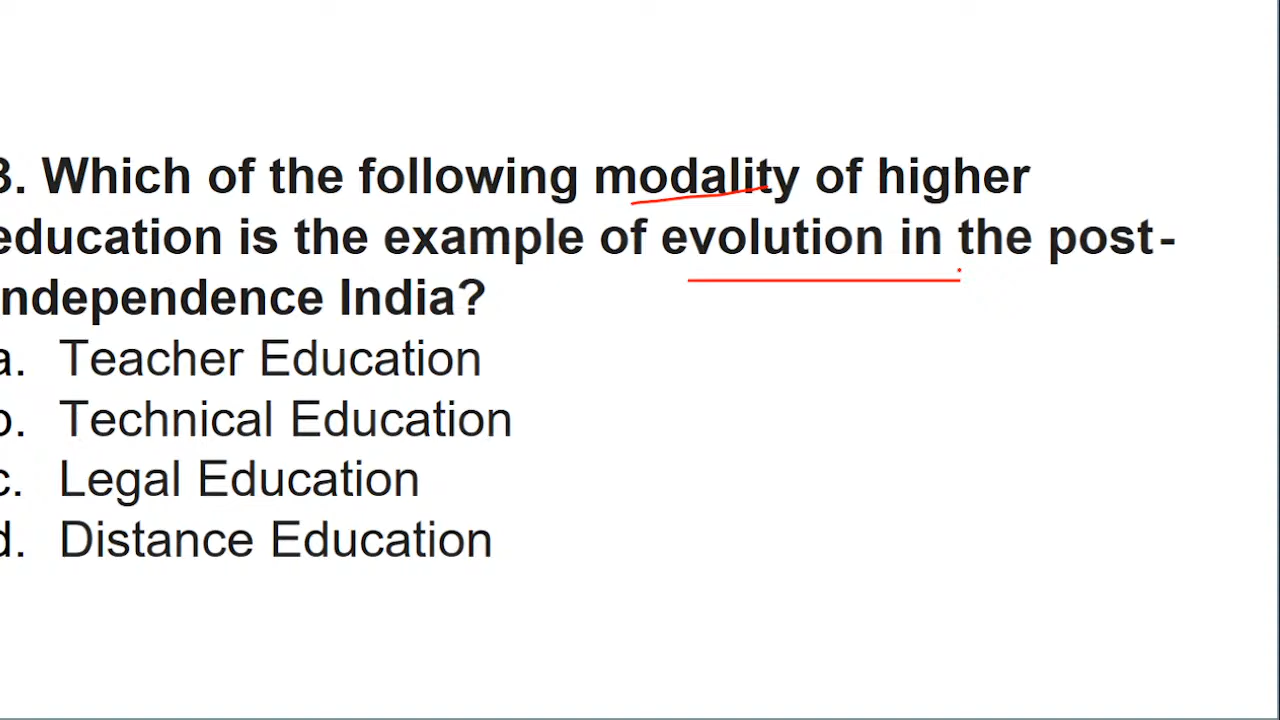 3. Which of the following modality of higher
education is the example of evolution in the post-
independence India?
a. Teacher Education
b. Technical Education
c. Legal Education
d. Distance Education